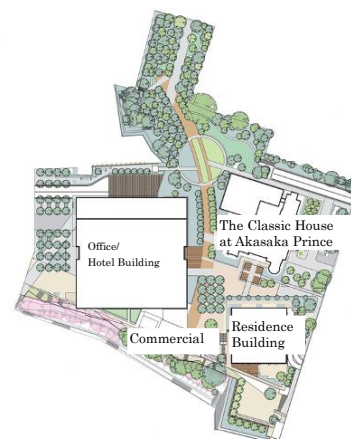 The Classic House
at Akasaka Prince
Office/
Hotel Building
Commercial
Residence
Building